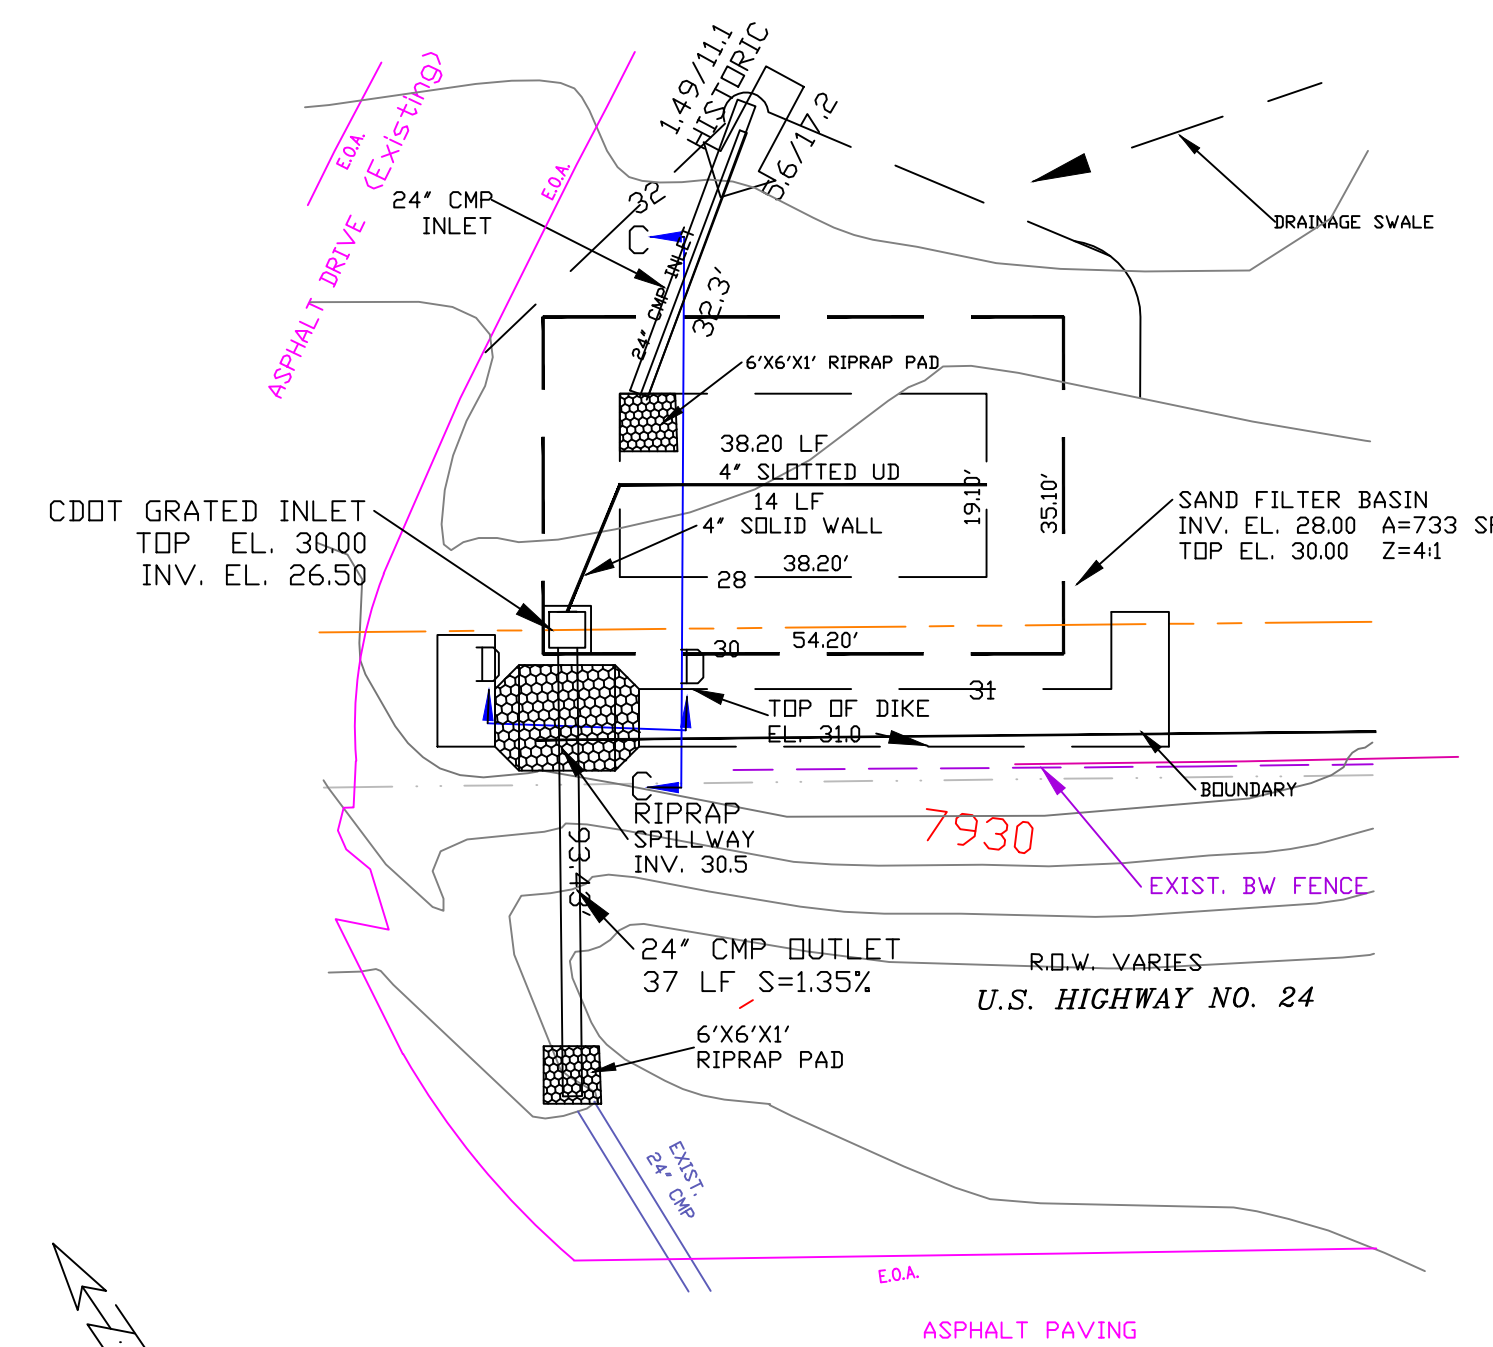 1.49/11.1
HISTORIC
5.6/17.2
E.O.A.
ASPHALT DRIVE <Existing>
E.O.A.
24" CMP
INLET
32
C
24" CMP INLET
32.3'
DRAINAGE SWALE
6'X6'X1' RIPRAP PAD
38.20 LF
4" SLOTTED UD
14 LF
4" SOLID WALL
38.20'
28
19.10'
35.10'
CDOT GRATED INLET
TOP EL. 30.00
INV. EL. 26.50
SAND FILTER BASIN
INV. EL. 28.00 A=733 SF
TOP EL. 30.00 Z=4:1
30
54.20'
D
D
31
TOP OF DIKE
EL. 31.0
C
BOUNDARY
RIPRAP
SPILLWAY
INV. 30.5
7930
EXIST. BW FENCE
24" CMP OUTLET
37 LF S=1.35%
R.O.W. VARIES
U.S. HIGHWAY NO. 24
6'X6'X1'
RIPRAP PAD
EXIST.
24" CMP
E.O.A.
ASPHALT PAVING